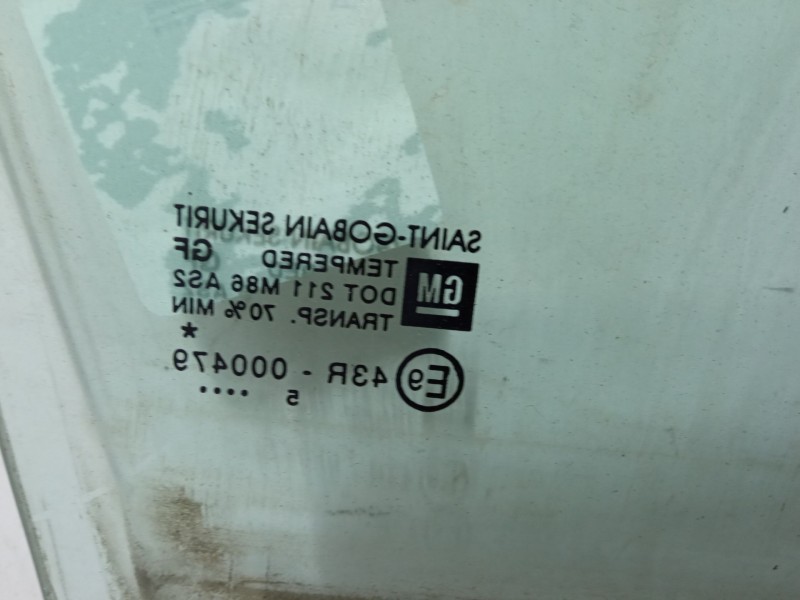 SAINT-GOBAIN SEKURIT
GM
TEMPERED GF
DOT 211 M86 AS2
TRANSP. 70% MIN
*
E9 43R - 000479
5 •••• ••